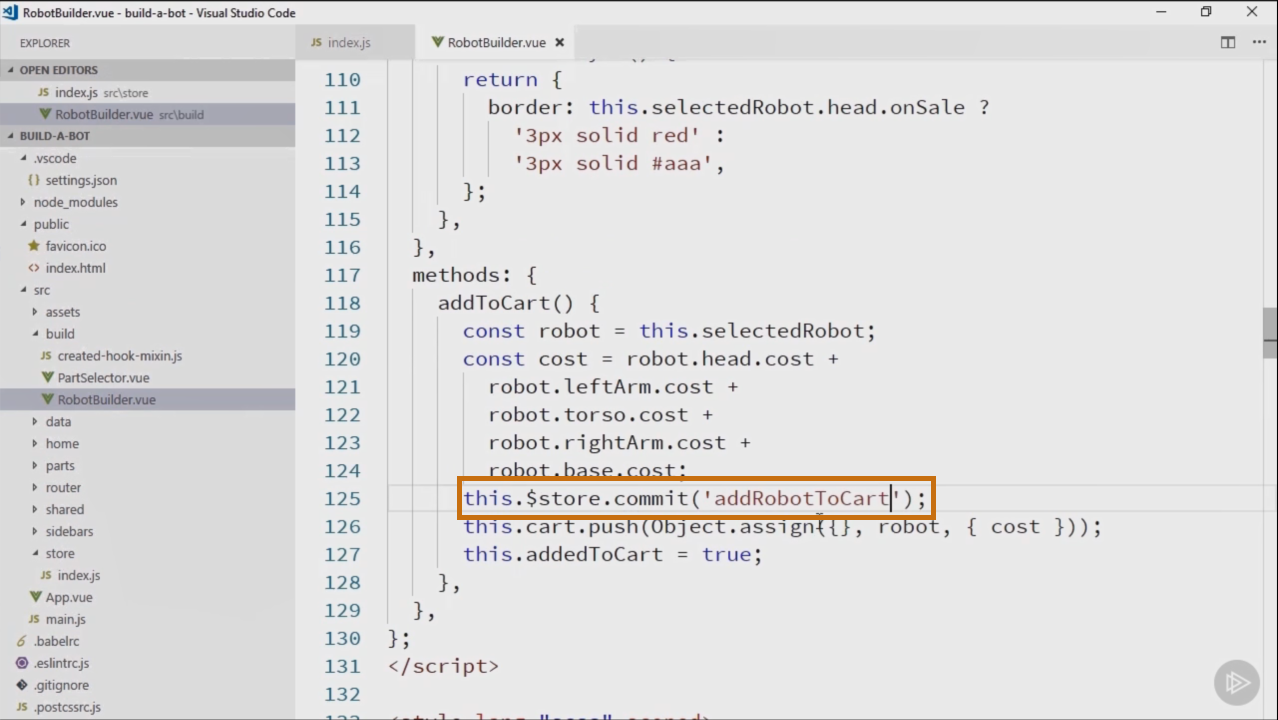 RobotBuilder.vue - build-a-bot - Visual Studio Code
EXPLORER
OPEN EDITORS
JS index.js src\store
RobotBuilder.vue src\build
BUILD-A-BOT
.vscode
{ } settings.json
node_modules
public
favicon.ico
<> index.html
src
assets
build
JS created-hook-mixin.js
PartSelector.vue
RobotBuilder.vue
data
home
parts
router
shared
sidebars
store
JS index.js
App.vue
JS main.js
6 .babelrc
.eslintrc.js
.gitignore
JS .postcssrc.js
JS index.js
RobotBuilder.vue
110 return {
111 border: this.selectedRobot.head.onSale ?
112 '3px solid red' :
113 '3px solid #aaa',
114 };
115 },
116 },
117 methods: {
118 addToCart() {
119 const robot = this.selectedRobot;
120 const cost = robot.head.cost +
121 robot.leftArm.cost +
122 robot.torso.cost +
123 robot.rightArm.cost +
124 robot.base.cost;
125 this.$store.commit('addRobotToCart');
126 this.cart.push(Object.assign({}, robot, { cost }));
127 this.addedToCart = true;
128 },
129 },
130 };
131 </script>
132
133 <style lang="scss" scoped>